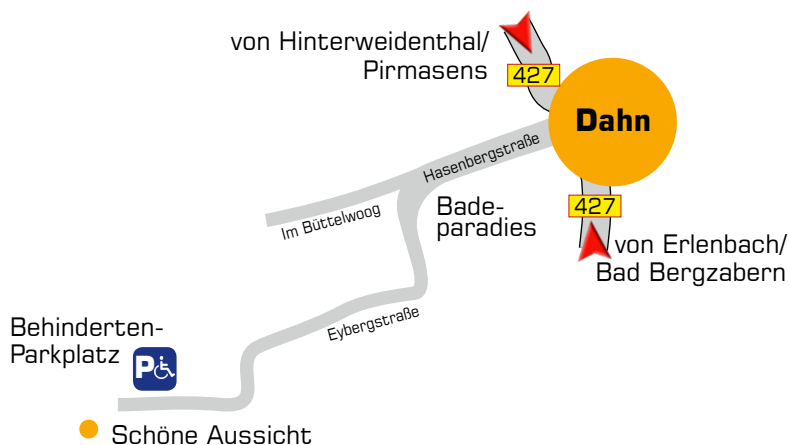 von Hinterweidenthal/
Pirmasens
427
Dahn
Hasenbergstraße
427
Im Büttelwoog
Bade-
paradies
von Erlenbach/
Bad Bergzabern
Eybergstraße
Behinderten-
Parkplatz
P
Schöne Aussicht